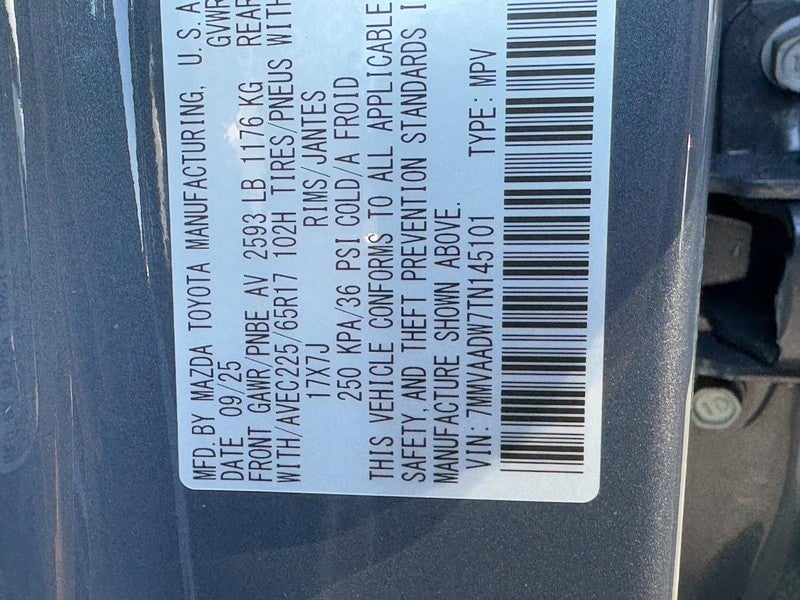 MFD. BY MAZDA TOYOTA MANUFACTURING, U.S.A
DATE 09/25 GVWR
FRONT GAWR/PNBE AV 2593 LB 1176 KG REAR
WITH/AVEC225/65R17 102H TIRES/PNEUS WITH
17X7J RIMS/JANTES
250 KPA/36 PSI COLD/A FROID
THIS VEHICLE CONFORMS TO ALL APPLICABLE
SAFETY,AND THEFT PREVENTION STANDARDS I
MANUFACTURE SHOWN ABOVE.
VIN: 7MMVAADW7TN145101 TYPE: MPV